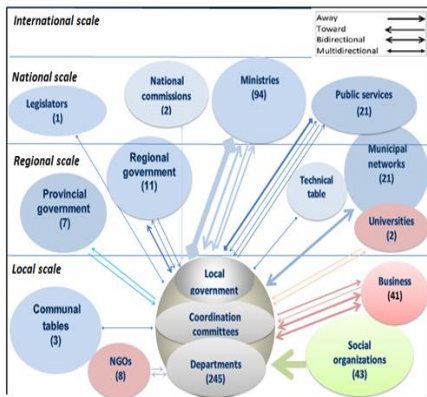 International scale
Away
Toward
Bidirectional
Multidirectional
National scale
Legislators
(1)
National
commissions
(2)
Ministries
(94)
Public services
(21)
Regional scale
Provincial
government
(7)
Regional
government
(11)
Technical
table
Municipal
networks
(21)
Universities
(2)
Local scale
Communal
tables
(3)
NGOs
(8)
Local
government
Coordination
committees
Departments
(245)
Business
(41)
Social
organizations
(43)